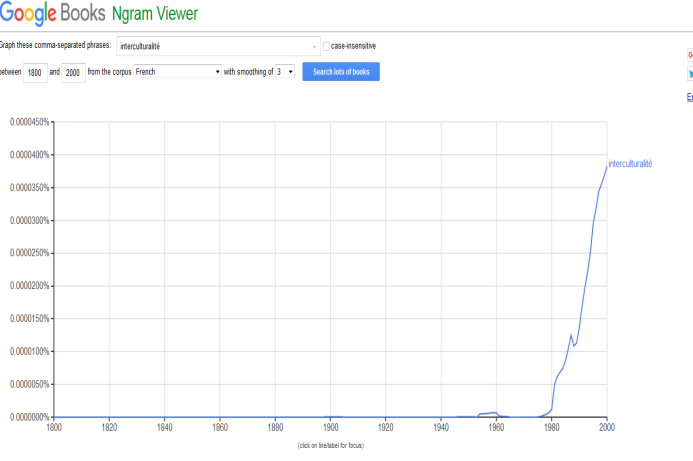 Google Books Ngram Viewer
Graph these comma-separated phrases: interculturalité case-insensitive
between 1800 and 2000 from the corpus French with smoothing of 3 . Search lots of books
0.0000450%
0.0000400%
interculturalité
0.0000350%
0.0000300%
0.0000250%
0.0000200%
0.0000150%
0.0000100%
0.0000050%
0.0000000%
1800 1820 1840 1860 1880 1900 1920 1940 1960 1980 2000
(click on line/label for focus)